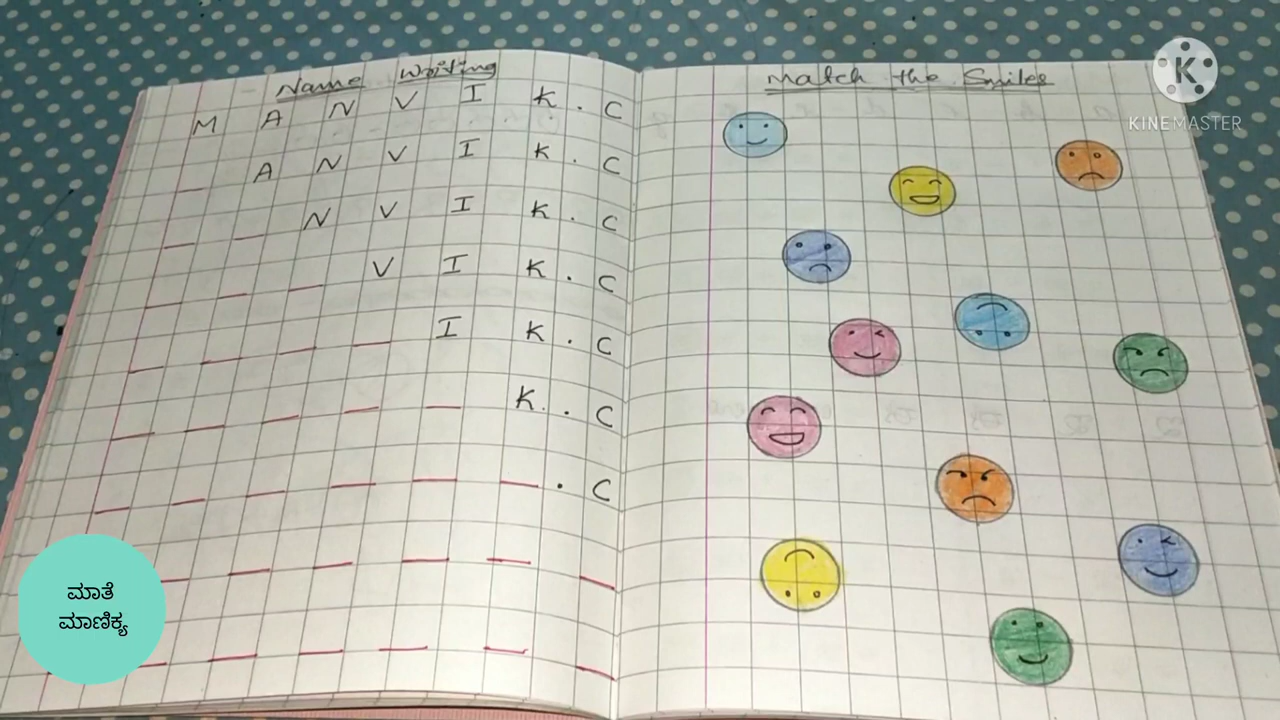 Name Writing
M A N V I K . C
_ A N V I K . C
_ _ N V I K . C
_ _ _ V I K . C
_ _ _ _ I K . C
_ _ _ _ _ K . C
_ _ _ _ _ _ . C
_ _ _ _ _ _
_ _ _ _ _ _
Match the Smiles
KINEMASTER
ಮಾತೆ
ಮಾಣಿಕ್ಯ